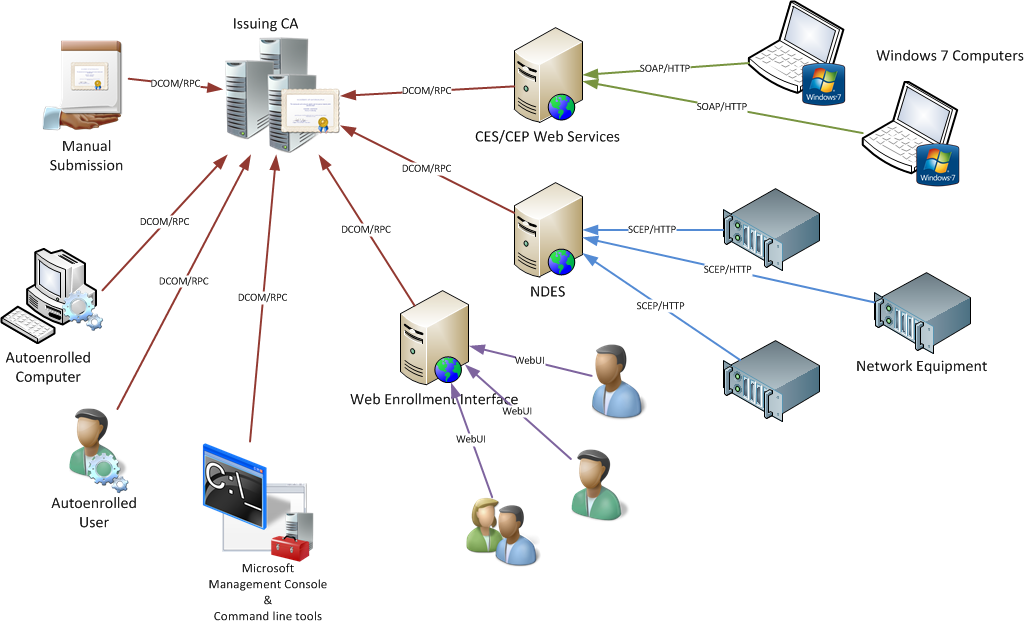 Issuing CA
Manual
Submission
DCOM/RPC
DCOM/RPC
CES/CEP Web Services
SOAP/HTTP
SOAP/HTTP
Windows 7 Computers
Windows·7
Windows·7
DCOM/RPC
NDES
SCEP/HTTP
SCEP/HTTP
SCEP/HTTP
Network Equipment
DCOM/RPC
DCOM/RPC
DCOM/RPC
DCOM/RPC
Autoenrolled
Computer
Autoenrolled
User
C:\_
Microsoft
Management Console
&
Command line tools
Web Enrollment Interface
WebUI
WebUI
WebUI